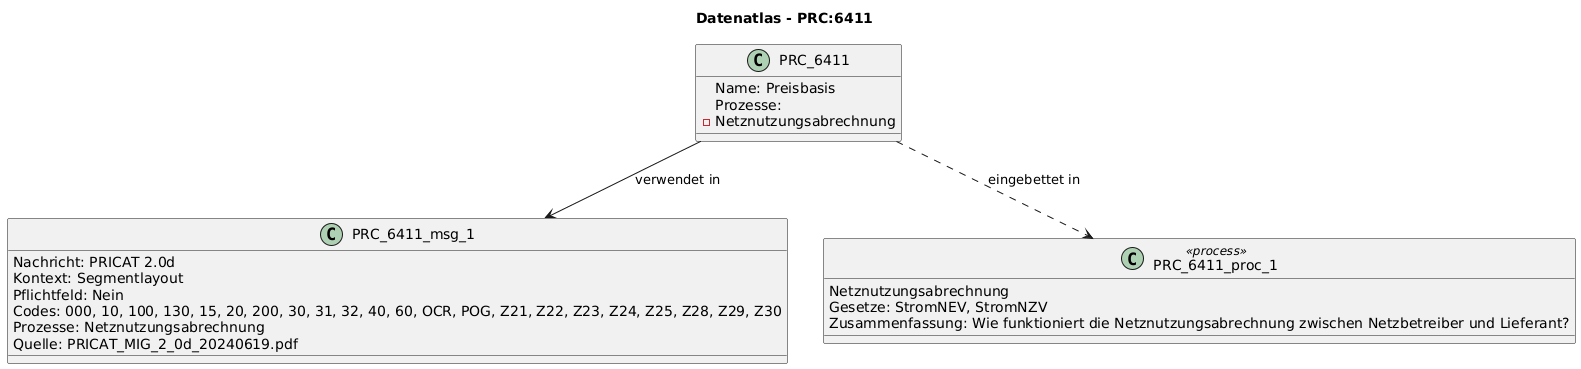 Datenatlas - PRC:6411
C PRC_6411
Name: Preisbasis
Prozesse:
Netznutzungsabrechnung
verwendet in
eingebettet in
C PRC_6411_msg_1
Nachricht: PRICAT 2.0d
Kontext: Segmentlayout
Pflichtfeld: Nein
Codes: 000, 10, 100, 130, 15, 20, 200, 30, 31, 32, 40, 60, OCR, POG, Z21, Z22, Z23, Z24, Z25, Z28, Z29, Z30
Prozesse: Netznutzungsabrechnung
Quelle: PRICAT_MIG_2_0d_20240619.pdf
«process»
C PRC_6411_proc_1
Netznutzungsabrechnung
Gesetze: StromNEV, StromNZV
Zusammenfassung: Wie funktioniert die Netznutzungsabrechnung zwischen Netzbetreiber und Lieferant?